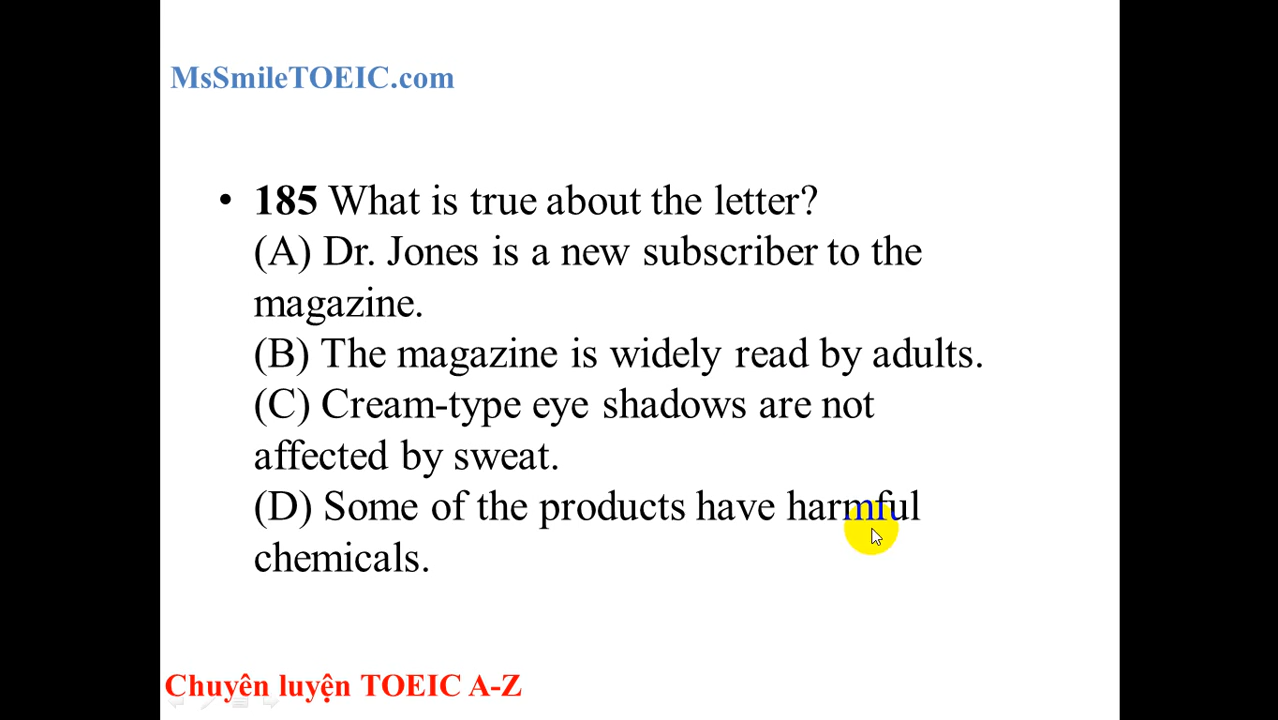 MsSmileTOEIC.com
• 185 What is true about the letter?
(A) Dr. Jones is a new subscriber to the
magazine.
(B) The magazine is widely read by adults.
(C) Cream-type eye shadows are not
affected by sweat.
(D) Some of the products have harmful
chemicals.
Chuyên luyện TOEIC A-Z